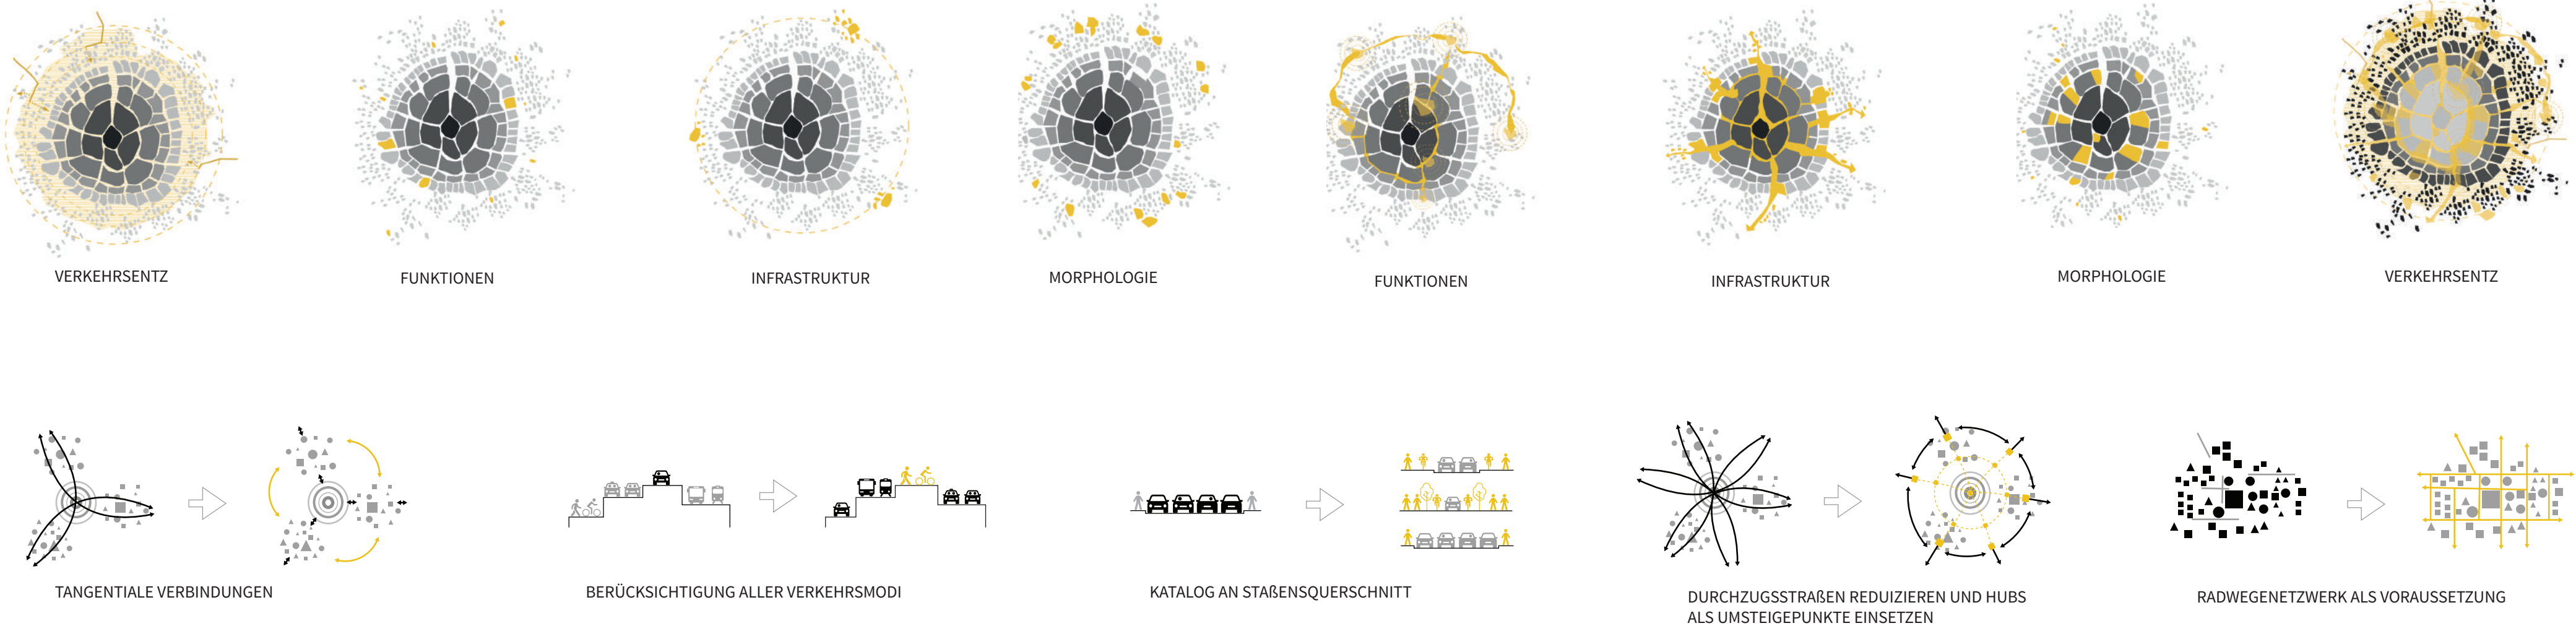 VERKEHRSENTZ
FUNKTIONEN
INFRASTRUKTUR
MORPHOLOGIE
FUNKTIONEN
INFRASTRUKTUR
MORPHOLOGIE
VERKEHRSENTZ
TANGENTIALE VERBINDUNGEN
BERÜCKSICHTIGUNG ALLER VERKEHRSMODI
KATALOG AN STAßENSQUERSCHNITT
DURCHZUGSSTRAßEN REDUIZIEREN UND HUBS
ALS UMSTEIGEPUNKTE EINSETZEN
RADWEGENETZWERK ALS VORAUSSETZUNG